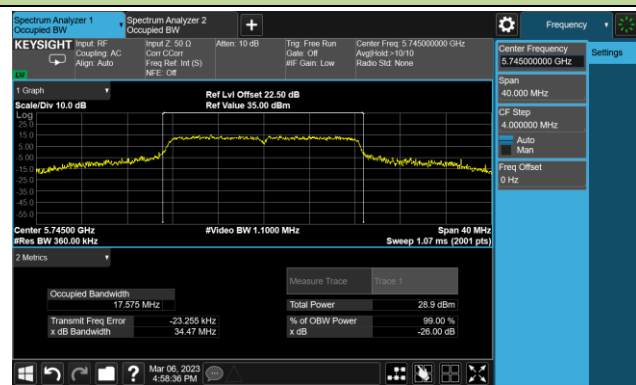 Spectrum Analyzer 1
Occupied BW
Spectrum Analyzer 2
Occupied BW
+
Frequency
KEYSIGHT
Input: RF
Coupling: AC
Align: Auto
Input Z: 50 Ω
Corr CCorr
Freq Ref: Int (S)
NFE: Off
Atten: 10 dB
Trig: Free Run
Gate: Off
#IF Gain: Low
Center Freq: 5.745000000 GHz
Avg|Hold:>10/10
Radio Std: None
Center Frequency
5.745000000 GHz
Settings
Span
40.000 MHz
CF Step
4.000000 MHz
Auto
Man
Freq Offset
0 Hz
1 Graph
Scale/Div 10.0 dB
Ref Lvl Offset 22.50 dB
Ref Value 35.00 dBm
Log
25.0
15.0
5.00
-5.00
-15.0
-25.0
-35.0
-45.0
-55.0
Center 5.74500 GHz
#Res BW 360.00 kHz
#Video BW 1.1000 MHz
Span 40 MHz
Sweep 1.07 ms (2001 pts)
2 Metrics
Measure Trace
Trace 1
Occupied Bandwidth
17.575 MHz
Total Power
28.9 dBm
Transmit Freq Error
-23.255 kHz
% of OBW Power
99.00 %
x dB Bandwidth
34.47 MHz
x dB
-26.00 dB
?
Mar 06, 2023
4:58:36 PM